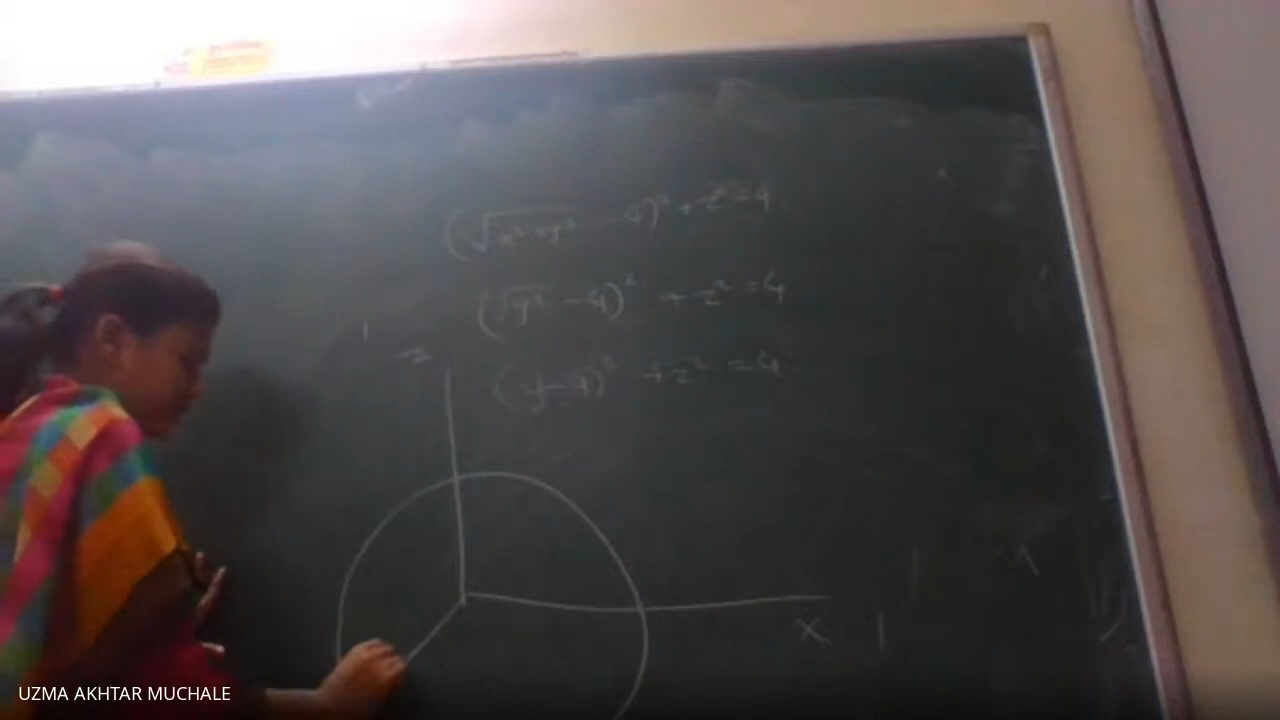 (√x²+y² - 4)² + z² = 4
(√y² - 4)² + z² = 4
(y - 4)² + z² = 4
Z
X
UZMA AKHTAR MUCHALE